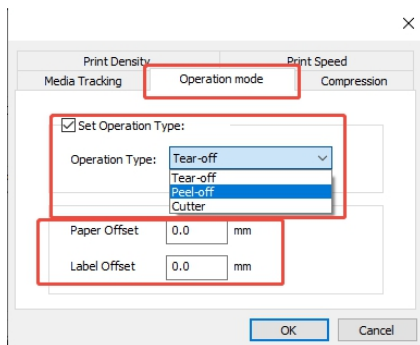 Print Density Print Speed
Media Tracking Operation mode Compression
Set Operation Type:
Operation Type: Tear-off
Tear-off
Peel-off
Cutter
Paper Offset 0.0 mm
Label Offset 0.0 mm
OK Cancel